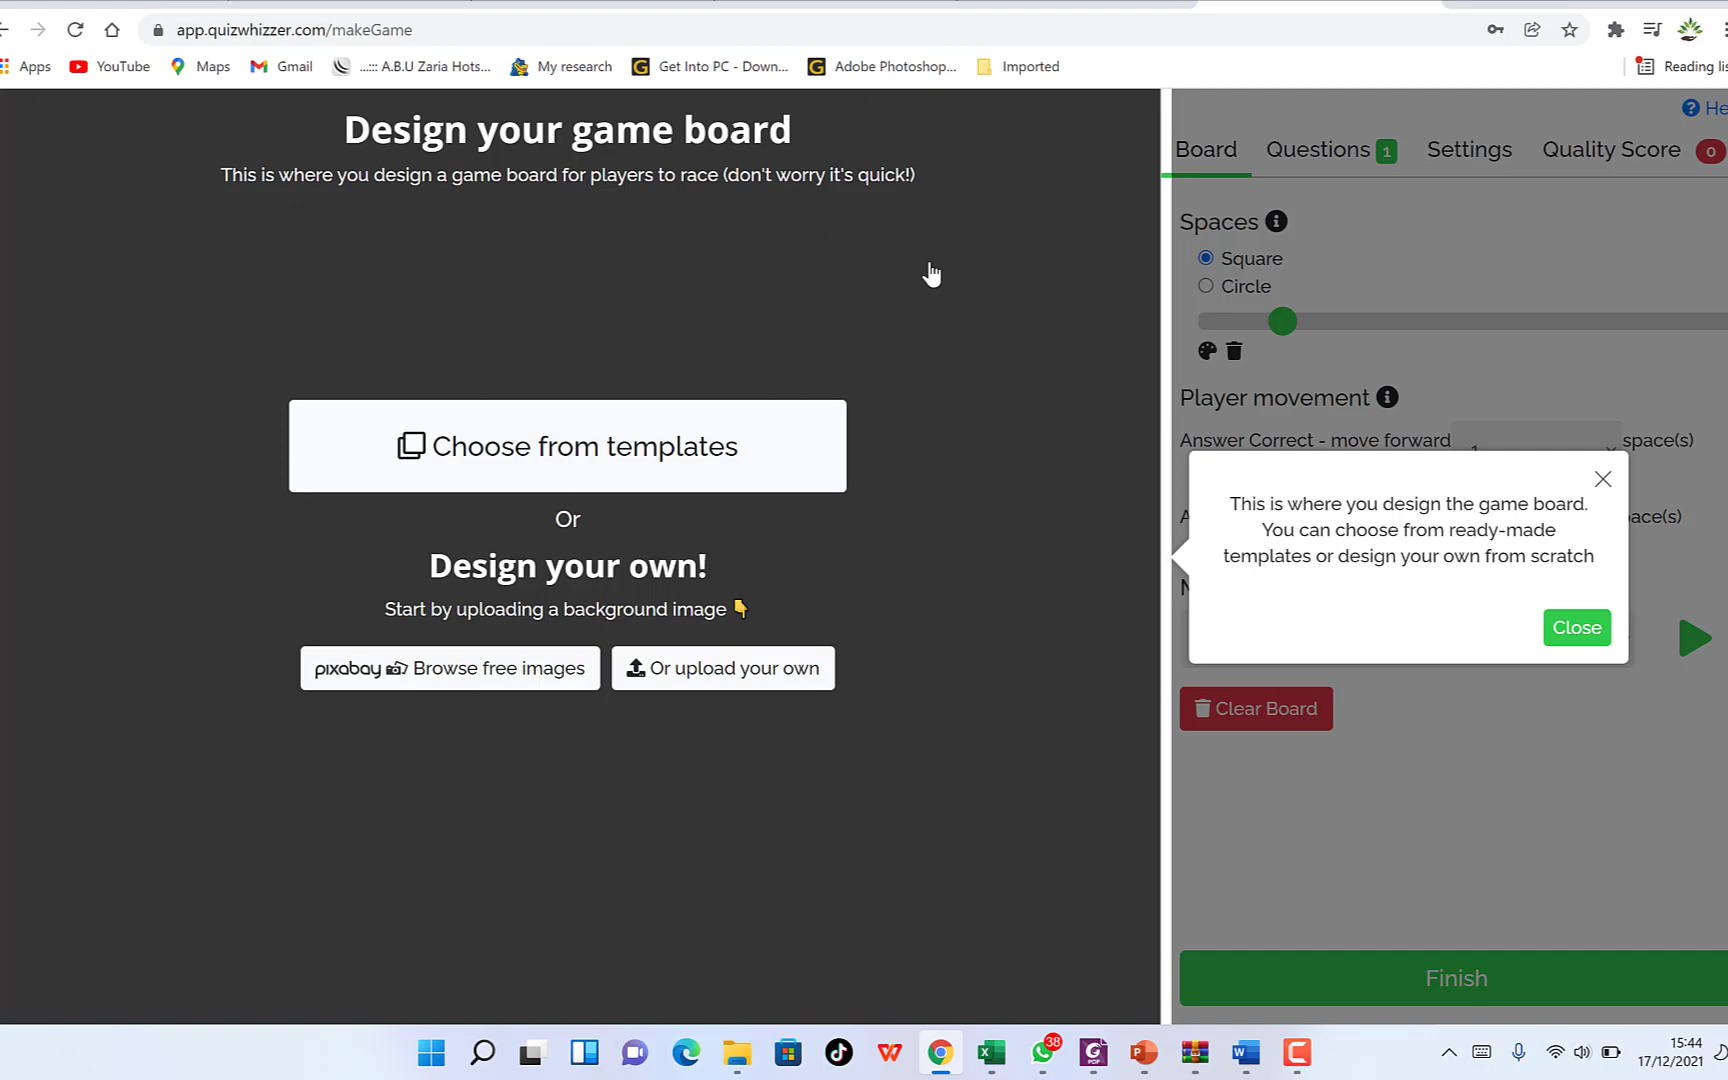 app.quizwhizzer.com/makeGame
Apps YouTube Maps Gmail ...::: A.B.U Zaria Hots... My research Get Into PC - Down... Adobe Photoshop... Imported Reading lis
Design your game board
This is where you design a game board for players to race (don't worry it's quick!)
Choose from templates
Or
Design your own!
Start by uploading a background image
pixabay Browse free images
Or upload your own
He
Board Questions 1 Settings Quality Score 0
Spaces
Square
Circle
Player movement
Answer Correct - move forward 1 space(s)
ace(s)
This is where you design the game board.
You can choose from ready-made
templates or design your own from scratch
Close
Clear Board
Finish
38
15:44
17/12/2021